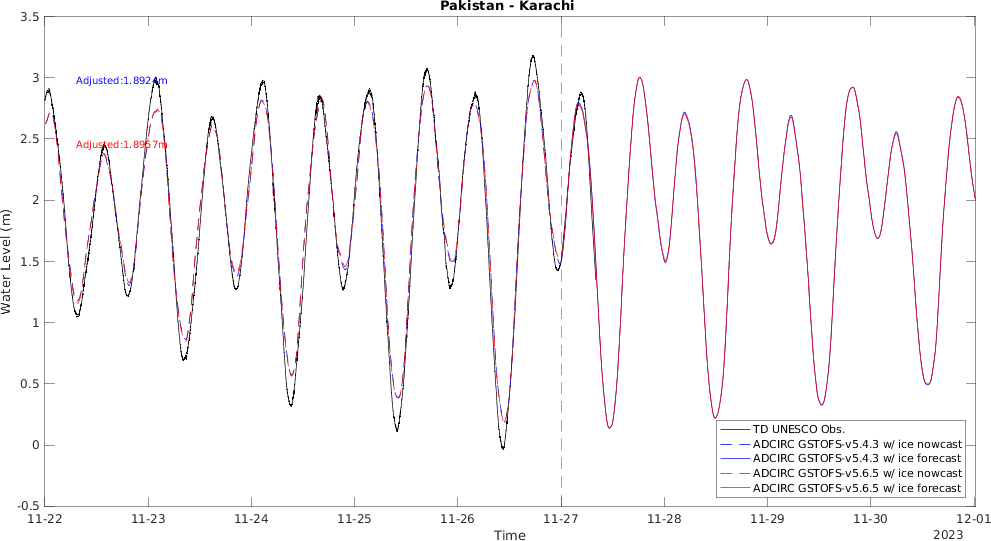 Pakistan - Karachi
3.5
3
2.5
2
1.5
1
0.5
0
-0.5
Water Level (m)
Adjusted:1.8924m
Adjusted:1.8957m
TD UNESCO Obs.
ADCIRC GSTOFS-v5.4.3 w/ ice nowcast
ADCIRC GSTOFS-v5.4.3 w/ ice forecast
ADCIRC GSTOFS-v5.6.5 w/ ice nowcast
ADCIRC GSTOFS-v5.6.5 w/ ice forecast
11-22 11-23 11-24 11-25 11-26 11-27 11-28 11-29 11-30 12-01
Time
2023